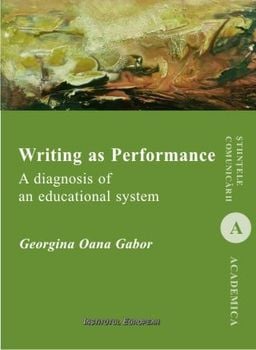 Writing as Performance
A diagnosis of
an educational system
Georgina Oana Gabor
ȘTIINȚELE
COMUNICĂRII
A
ACADEMICA
INSTITUTUL EUROPEAN